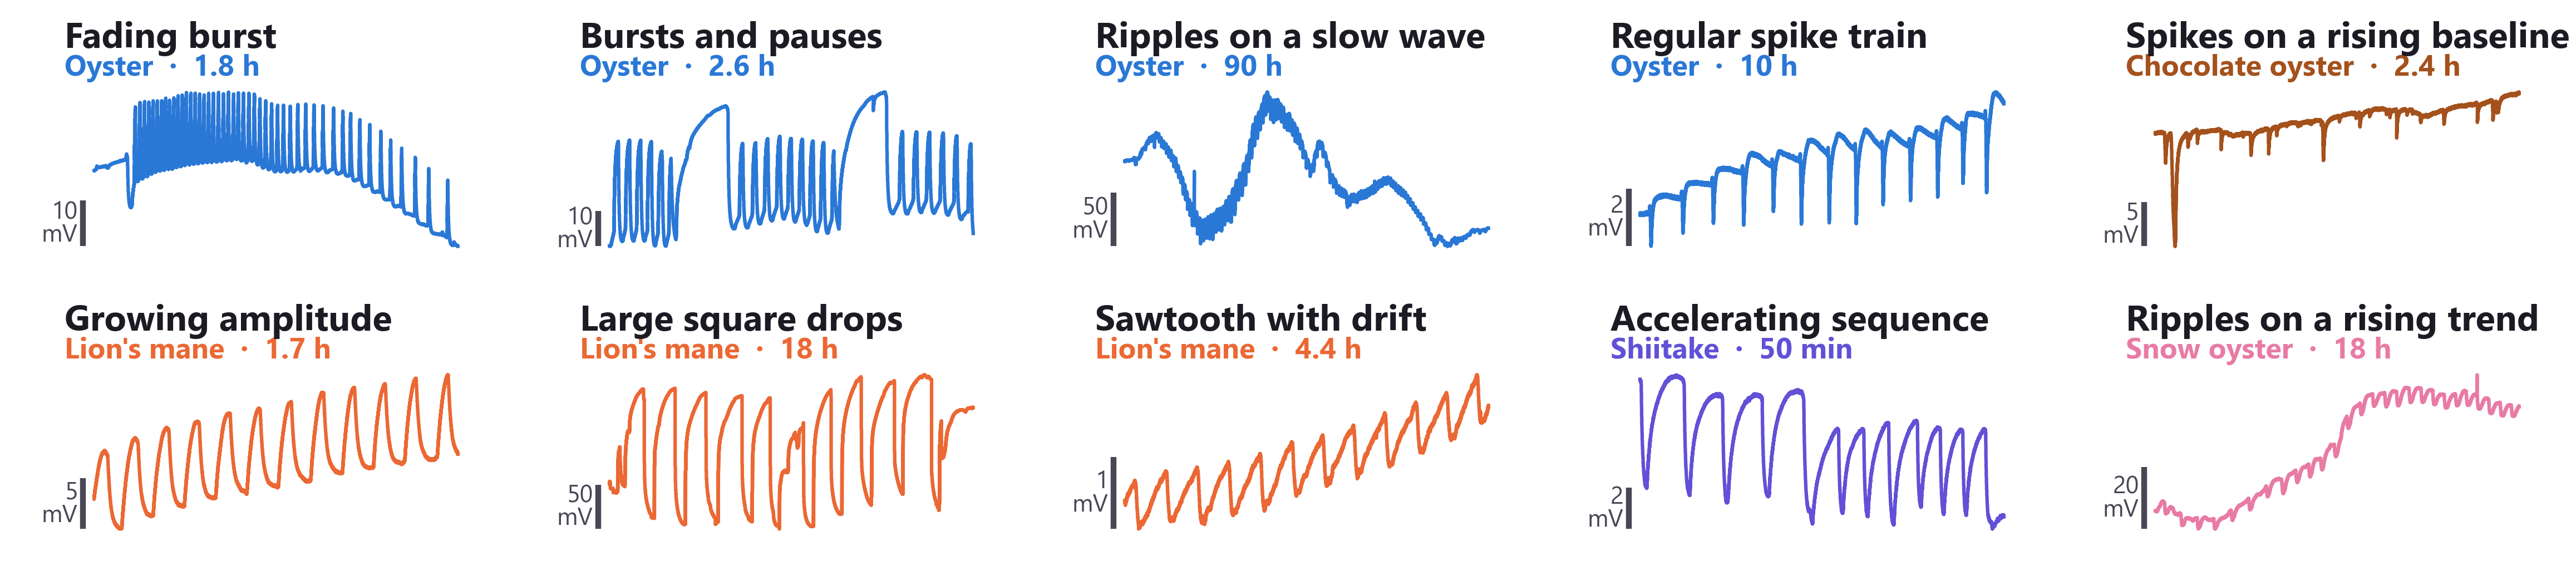 Fading burst
Oyster · 1.8 h
10
mV
Bursts and pauses
Oyster · 2.6 h
10
mV
Ripples on a slow wave
Oyster · 90 h
50
mV
Regular spike train
Oyster · 10 h
2
mV
Spikes on a rising baseline
Chocolate oyster · 2.4 h
5
mV
Growing amplitude
Lion's mane · 1.7 h
5
mV
Large square drops
Lion's mane · 18 h
50
mV
Sawtooth with drift
Lion's mane · 4.4 h
1
mV
Accelerating sequence
Shiitake · 50 min
2
mV
Ripples on a rising trend
Snow oyster · 18 h
20
mV